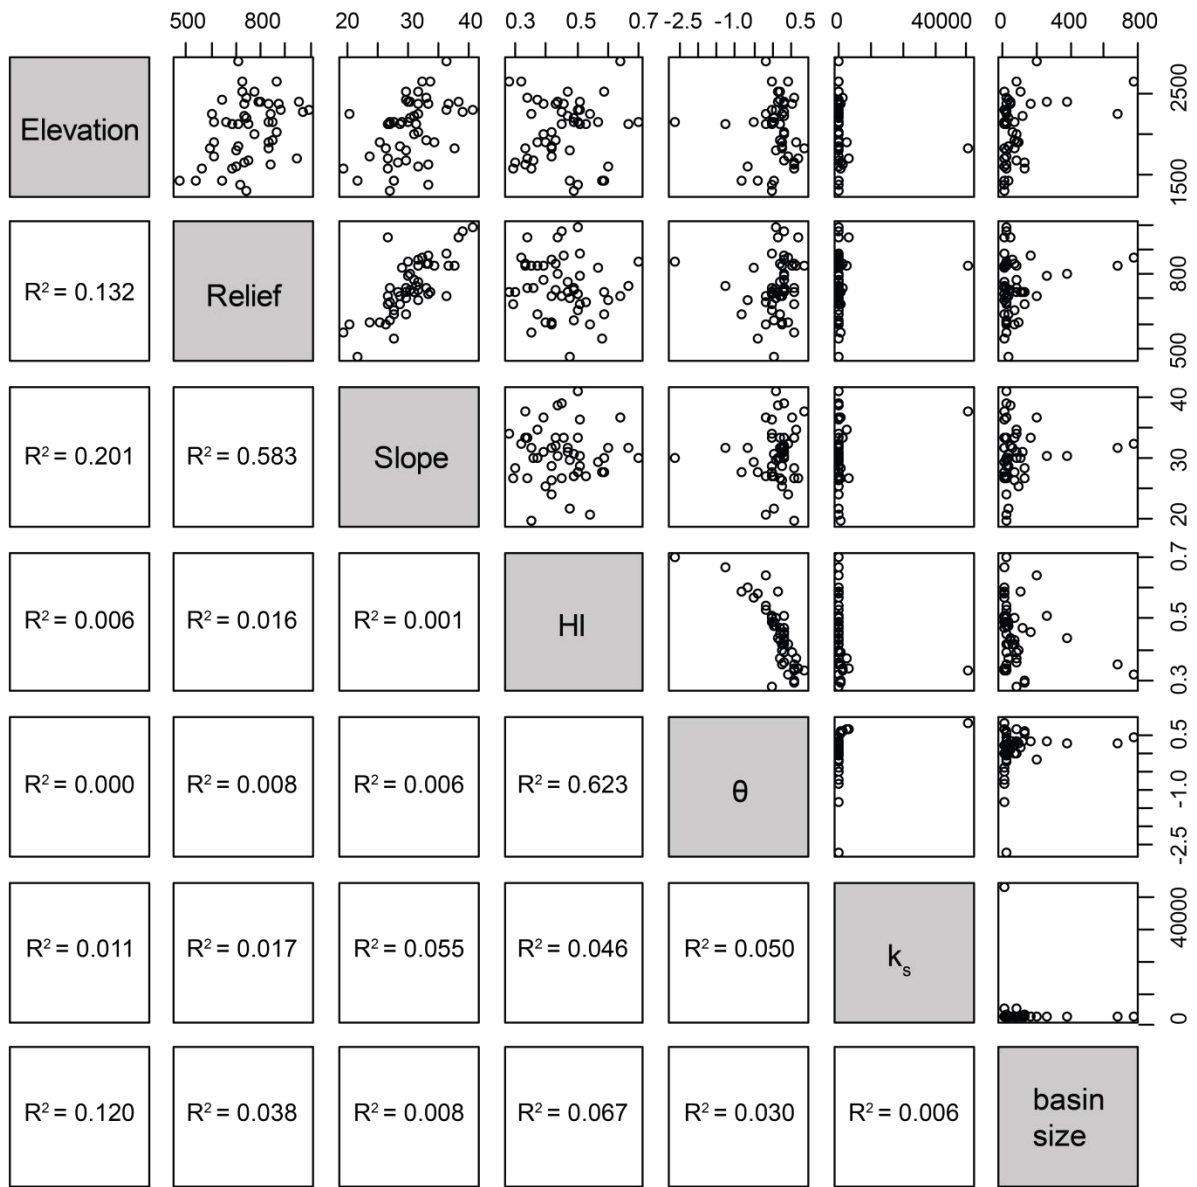 500 800 20 30 40 0.3 0.5 0.7 -2.5 -1.0 0.5 0 40000 0 400 800
Elevation
1500 2500
R² = 0.132
Relief
500 800
R² = 0.201
R² = 0.583
Slope
20 30 40
R² = 0.006
R² = 0.016
R² = 0.001
HI
0.3 0.5 0.7
R² = 0.000
R² = 0.008
R² = 0.006
R² = 0.623
θ
-2.5 -1.0 0.5
R² = 0.011
R² = 0.017
R² = 0.055
R² = 0.046
R² = 0.050
kₛ
0 40000
R² = 0.120
R² = 0.038
R² = 0.008
R² = 0.067
R² = 0.030
R² = 0.006
basin
size